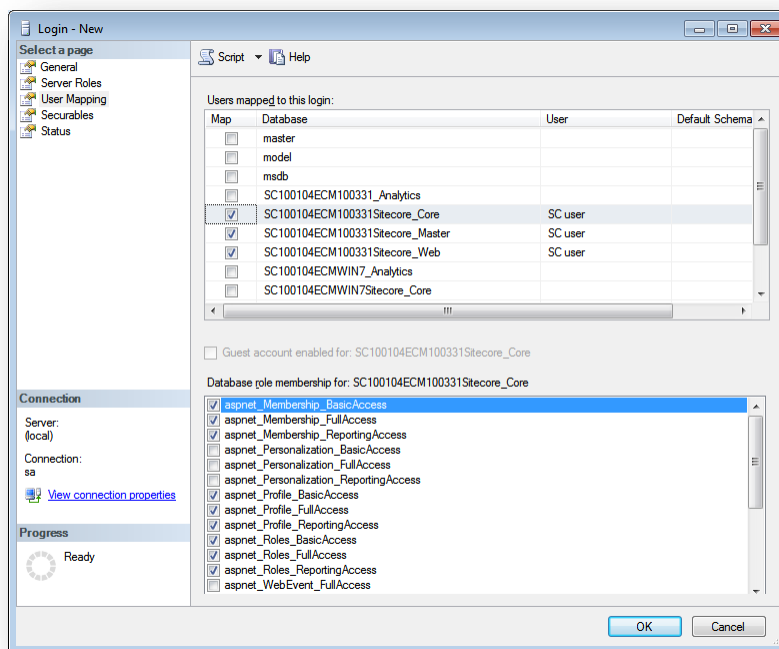 Login - New
Select a page
General
Server Roles
User Mapping
Securables
Status
Script
Help
Users mapped to this login:
Map Database User Default Schema
master
model
msdb
SC100104ECM100331_Analytics
SC100104ECM100331Sitecore_Core SC user
SC100104ECM100331Sitecore_Master SC user
SC100104ECM100331Sitecore_Web SC user
SC100104ECMWIN7_Analytics
SC100104ECMWIN7Sitecore_Core
Guest account enabled for: SC100104ECM100331Sitecore_Core
Database role membership for: SC100104ECM100331Sitecore_Core
aspnet_Membership_BasicAccess
aspnet_Membership_FullAccess
aspnet_Membership_ReportingAccess
aspnet_Personalization_BasicAccess
aspnet_Personalization_FullAccess
aspnet_Personalization_ReportingAccess
aspnet_Profile_BasicAccess
aspnet_Profile_FullAccess
aspnet_Profile_ReportingAccess
aspnet_Roles_BasicAccess
aspnet_Roles_FullAccess
aspnet_Roles_ReportingAccess
aspnet_WebEvent_FullAccess
Connection
Server:
(local)
Connection:
sa
View connection properties
Progress
Ready
OK
Cancel